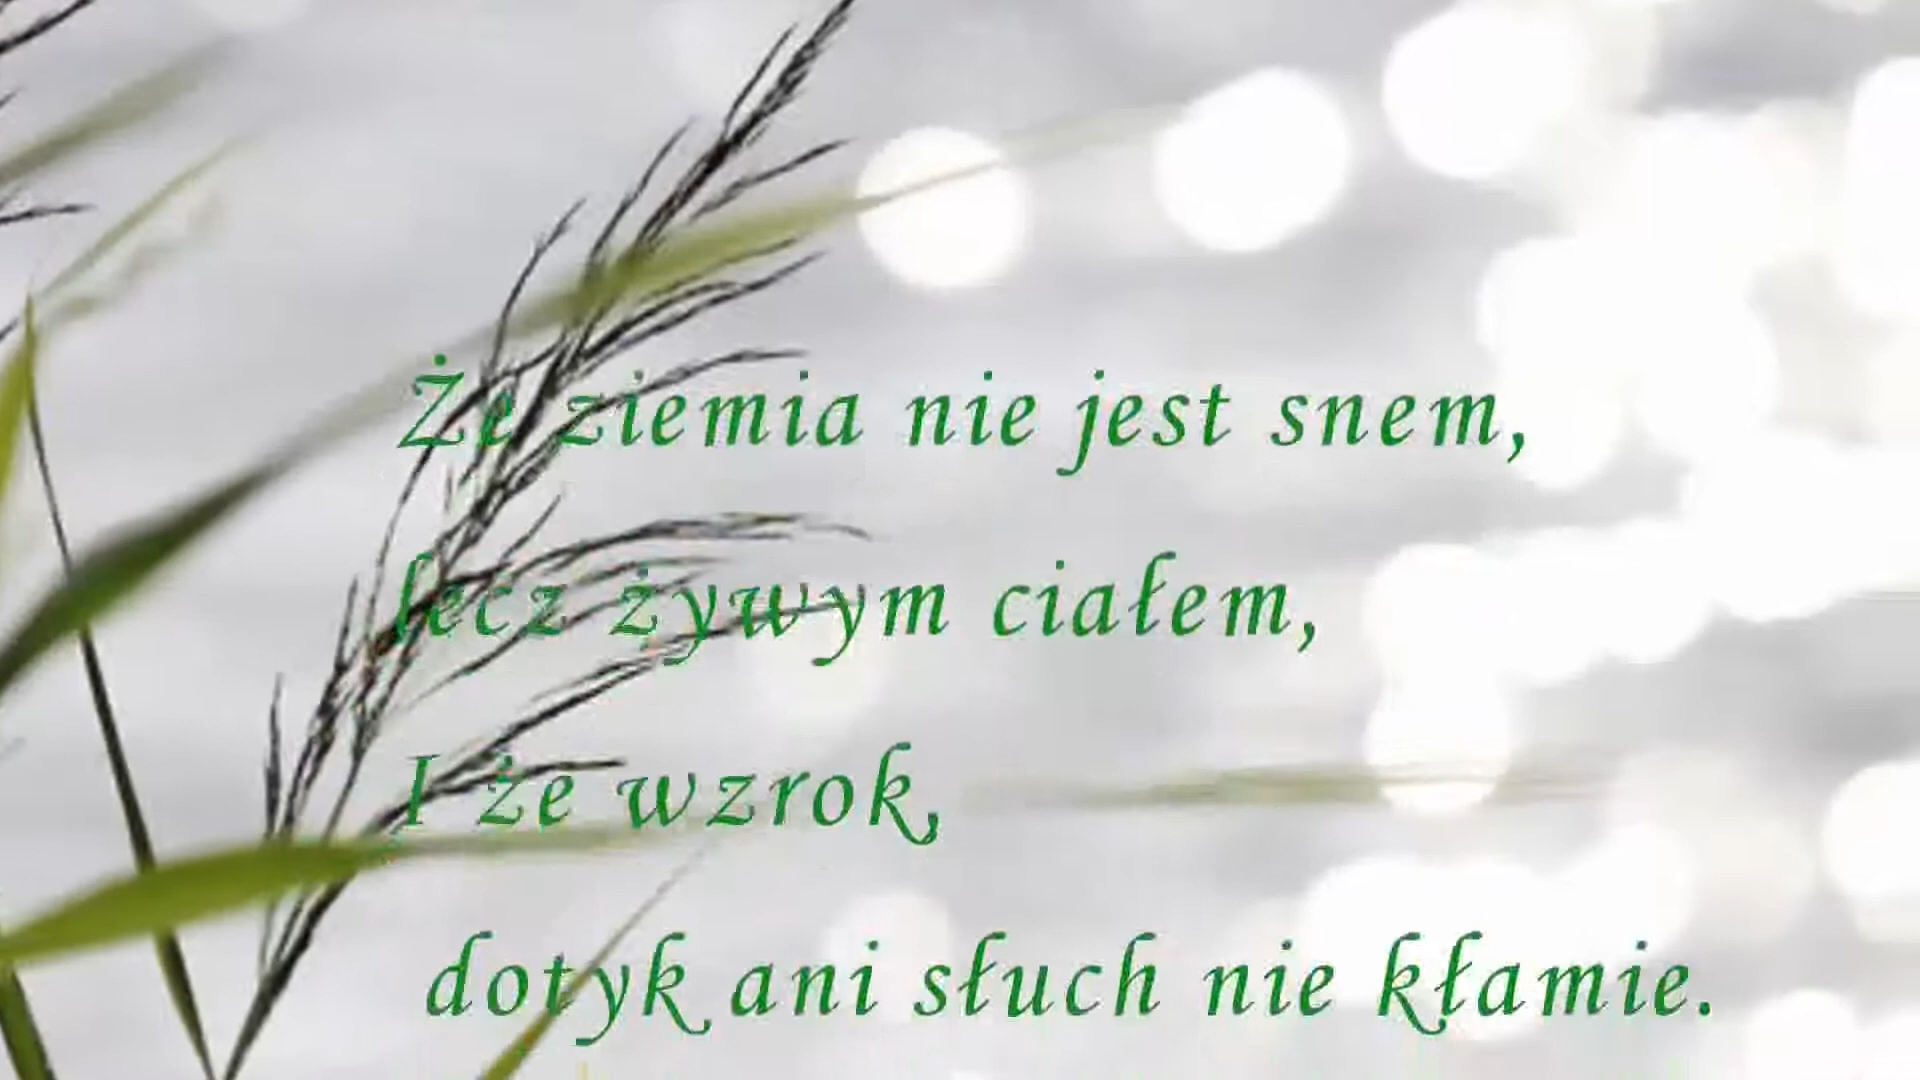 Że ziemia nie jest snem,
lecz żywym ciałem,
I że wzrok,
dotyk ani słuch nie kłamie.